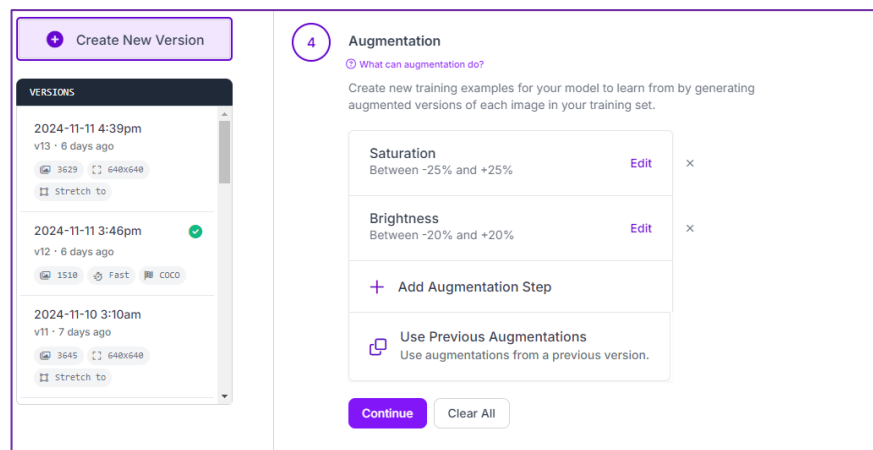 Create New Version
VERSIONS
2024-11-11 4:39pm
v13 · 6 days ago
3629 640x640
Stretch to
2024-11-11 3:46pm
v12 · 6 days ago
1510 Fast COCO
2024-11-10 3:10am
v11 · 7 days ago
3645 640x640
Stretch to
4 Augmentation
What can augmentation do?
Create new training examples for your model to learn from by generating
augmented versions of each image in your training set.
Saturation
Between -25% and +25%
Edit
Brightness
Between -20% and +20%
Edit
Add Augmentation Step
Use Previous Augmentations
Use augmentations from a previous version.
Continue Clear All